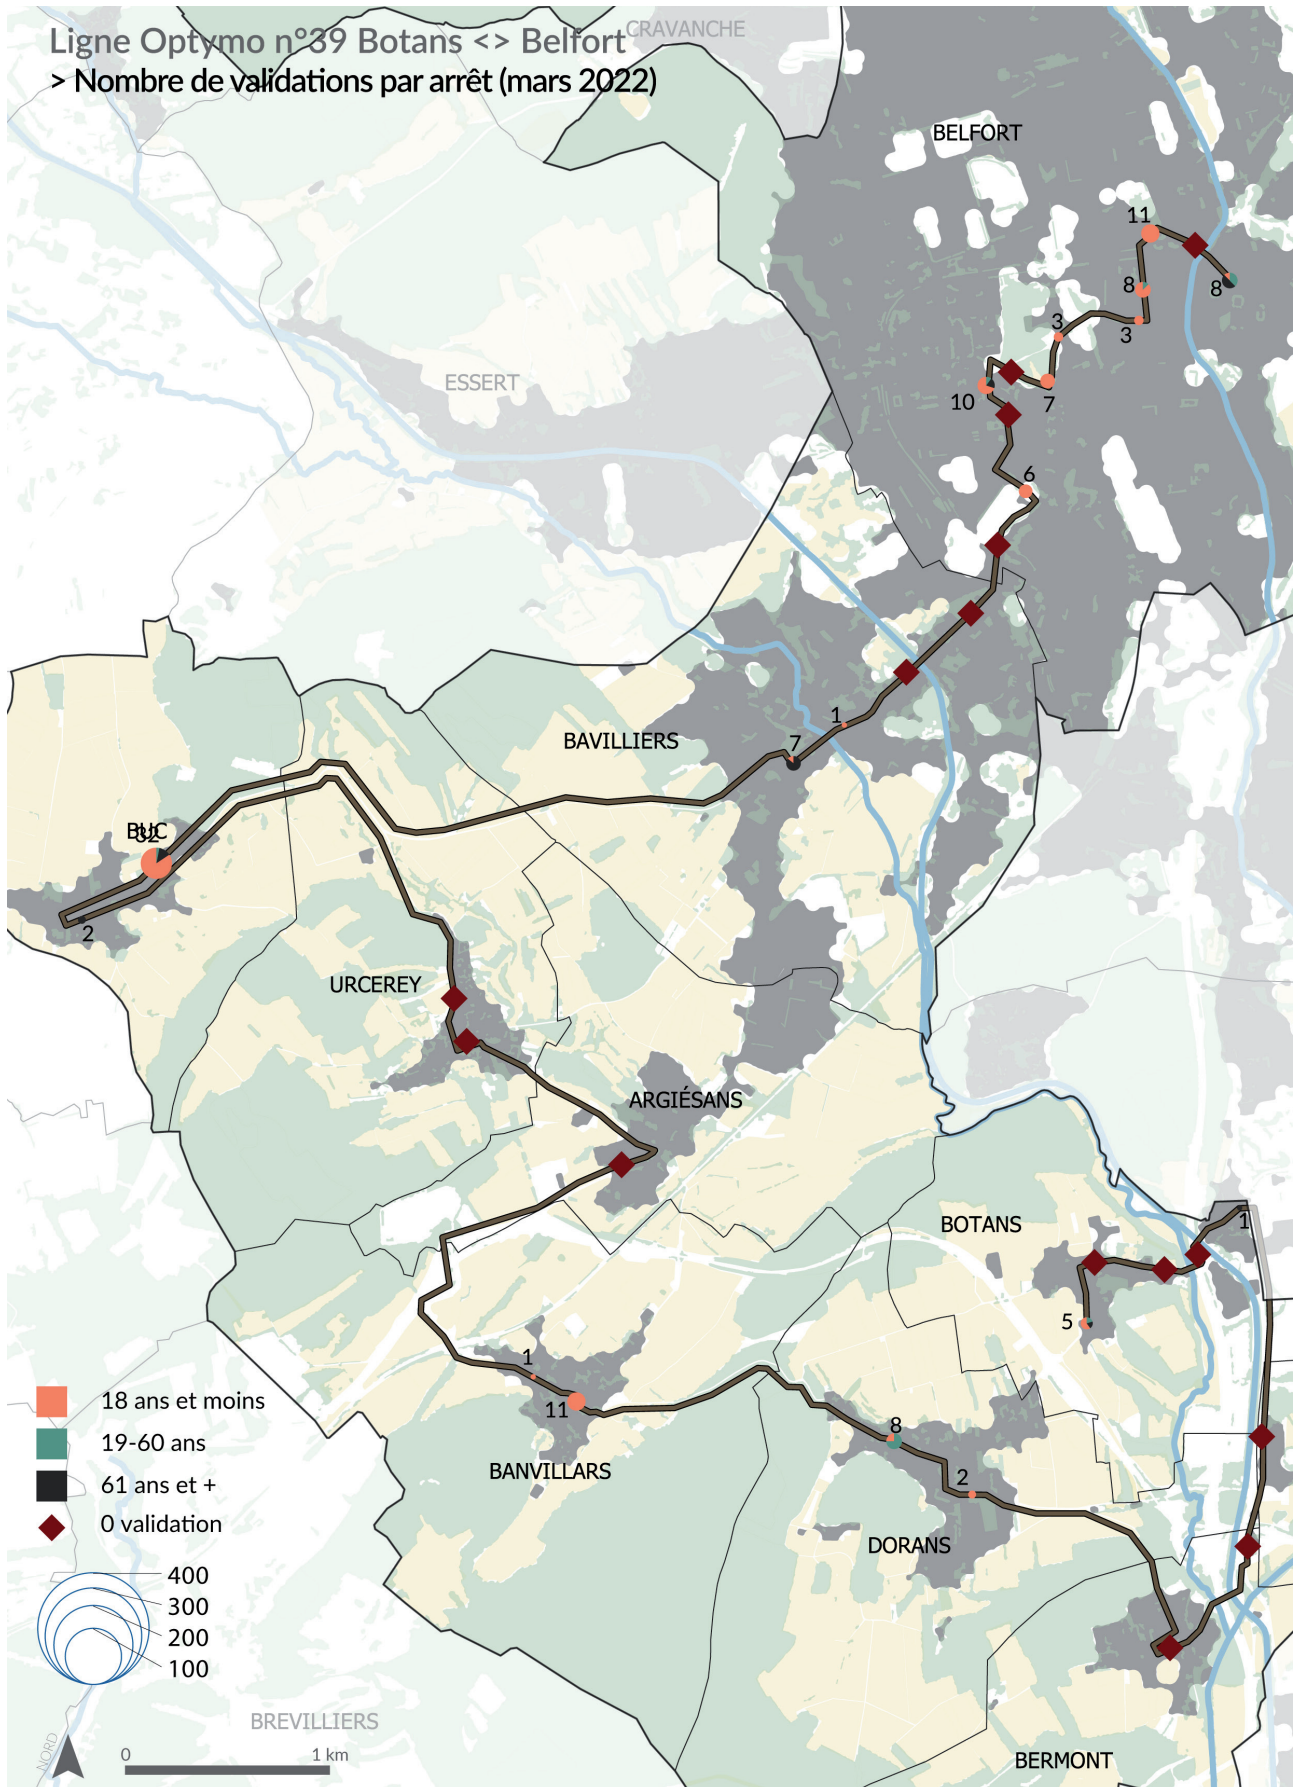 Ligne Optymo n°39 Botans <> Belfort
> Nombre de validations par arrêt (mars 2022)
CRAVANCHE
BELFORT
11
8
8
3
3
ESSERT
10
7
6
1
BAVILLIERS
7
BUC
32
2
URCEREY
ARGIÉSANS
BOTANS
1
5
1
11
8
BANVILLARS
2
DORANS
18 ans et moins
19-60 ans
61 ans et +
0 validation
400
300
200
100
BREVILLIERS
NORD
0 1 km
BERMONT